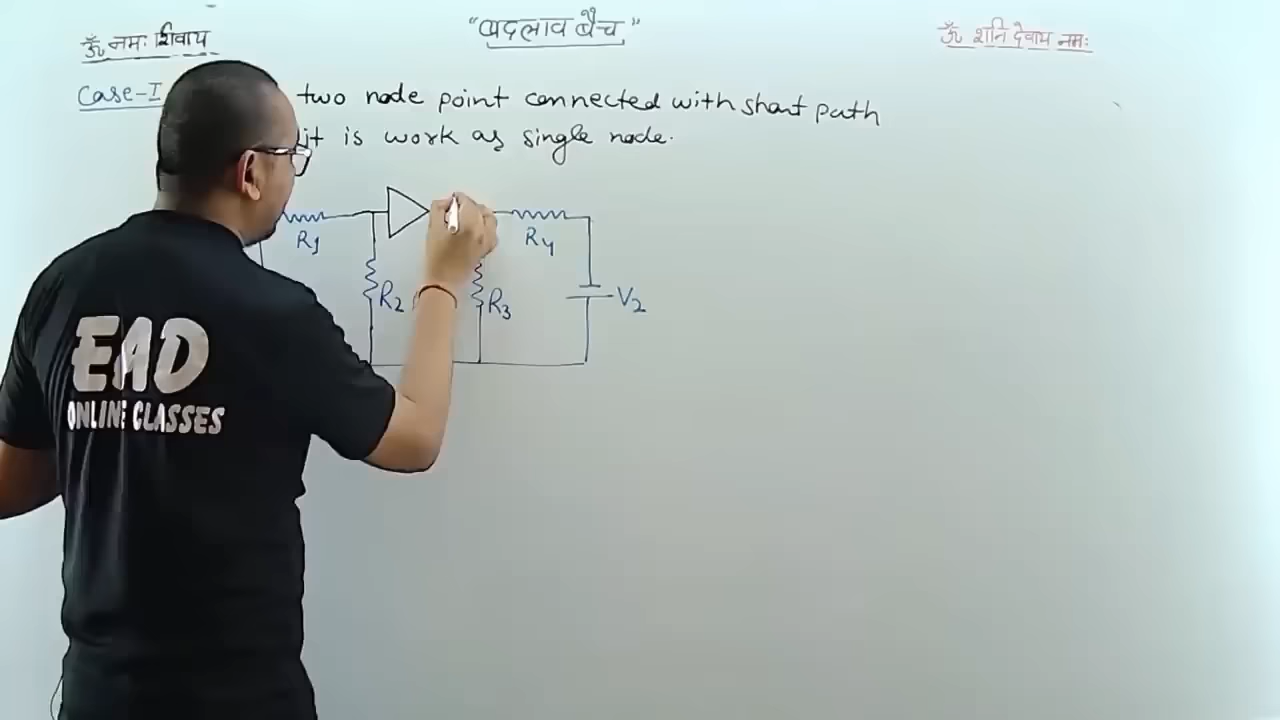 ॐ नमः शिवाय
"बदलाव बैच"
ॐ शनि देवाय नमः
Case-I
two node point connected with short path
it is work as single node.
R1
R4
R2
R3
V2
EAD
ONLINE CLASSES